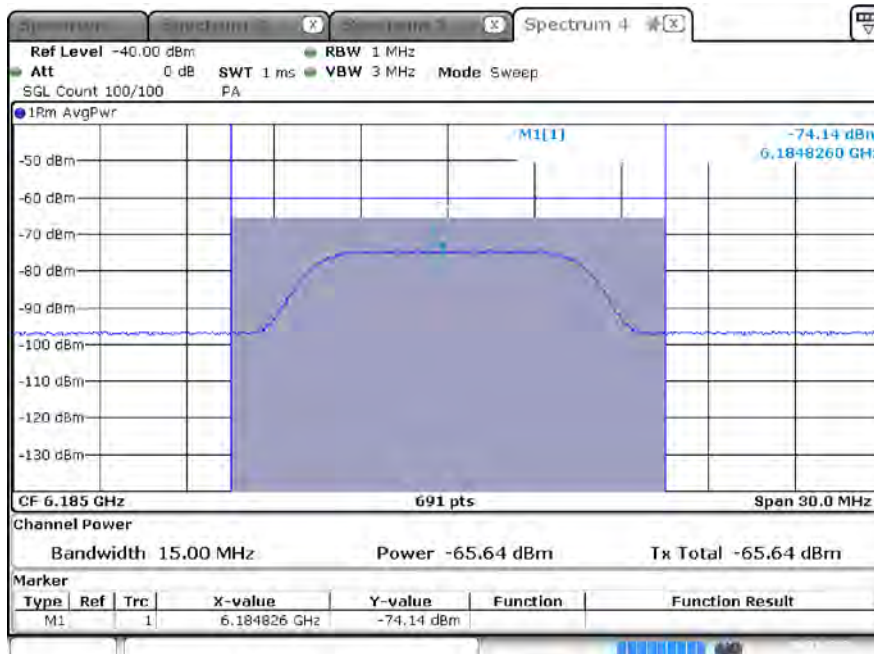 Spectrum 4
Ref Level -40.00 dBm RBW 1 MHz
Att 0 dB SWT 1 ms VBW 3 MHz Mode Sweep
SGL Count 100/100 PA
1Rm AvgPwr
M1[1] -74.14 dBm
6.1848260 GHz
-50 dBm
-60 dBm
-70 dBm
-80 dBm
-90 dBm
-100 dBm
-110 dBm
-120 dBm
-130 dBm
CF 6.185 GHz 691 pts Span 30.0 MHz
Channel Power
Bandwidth 15.00 MHz Power -65.64 dBm Tx Total -65.64 dBm
Marker
Type Ref Trc X-value Y-value Function Function Result
M1 1 6.184826 GHz -74.14 dBm